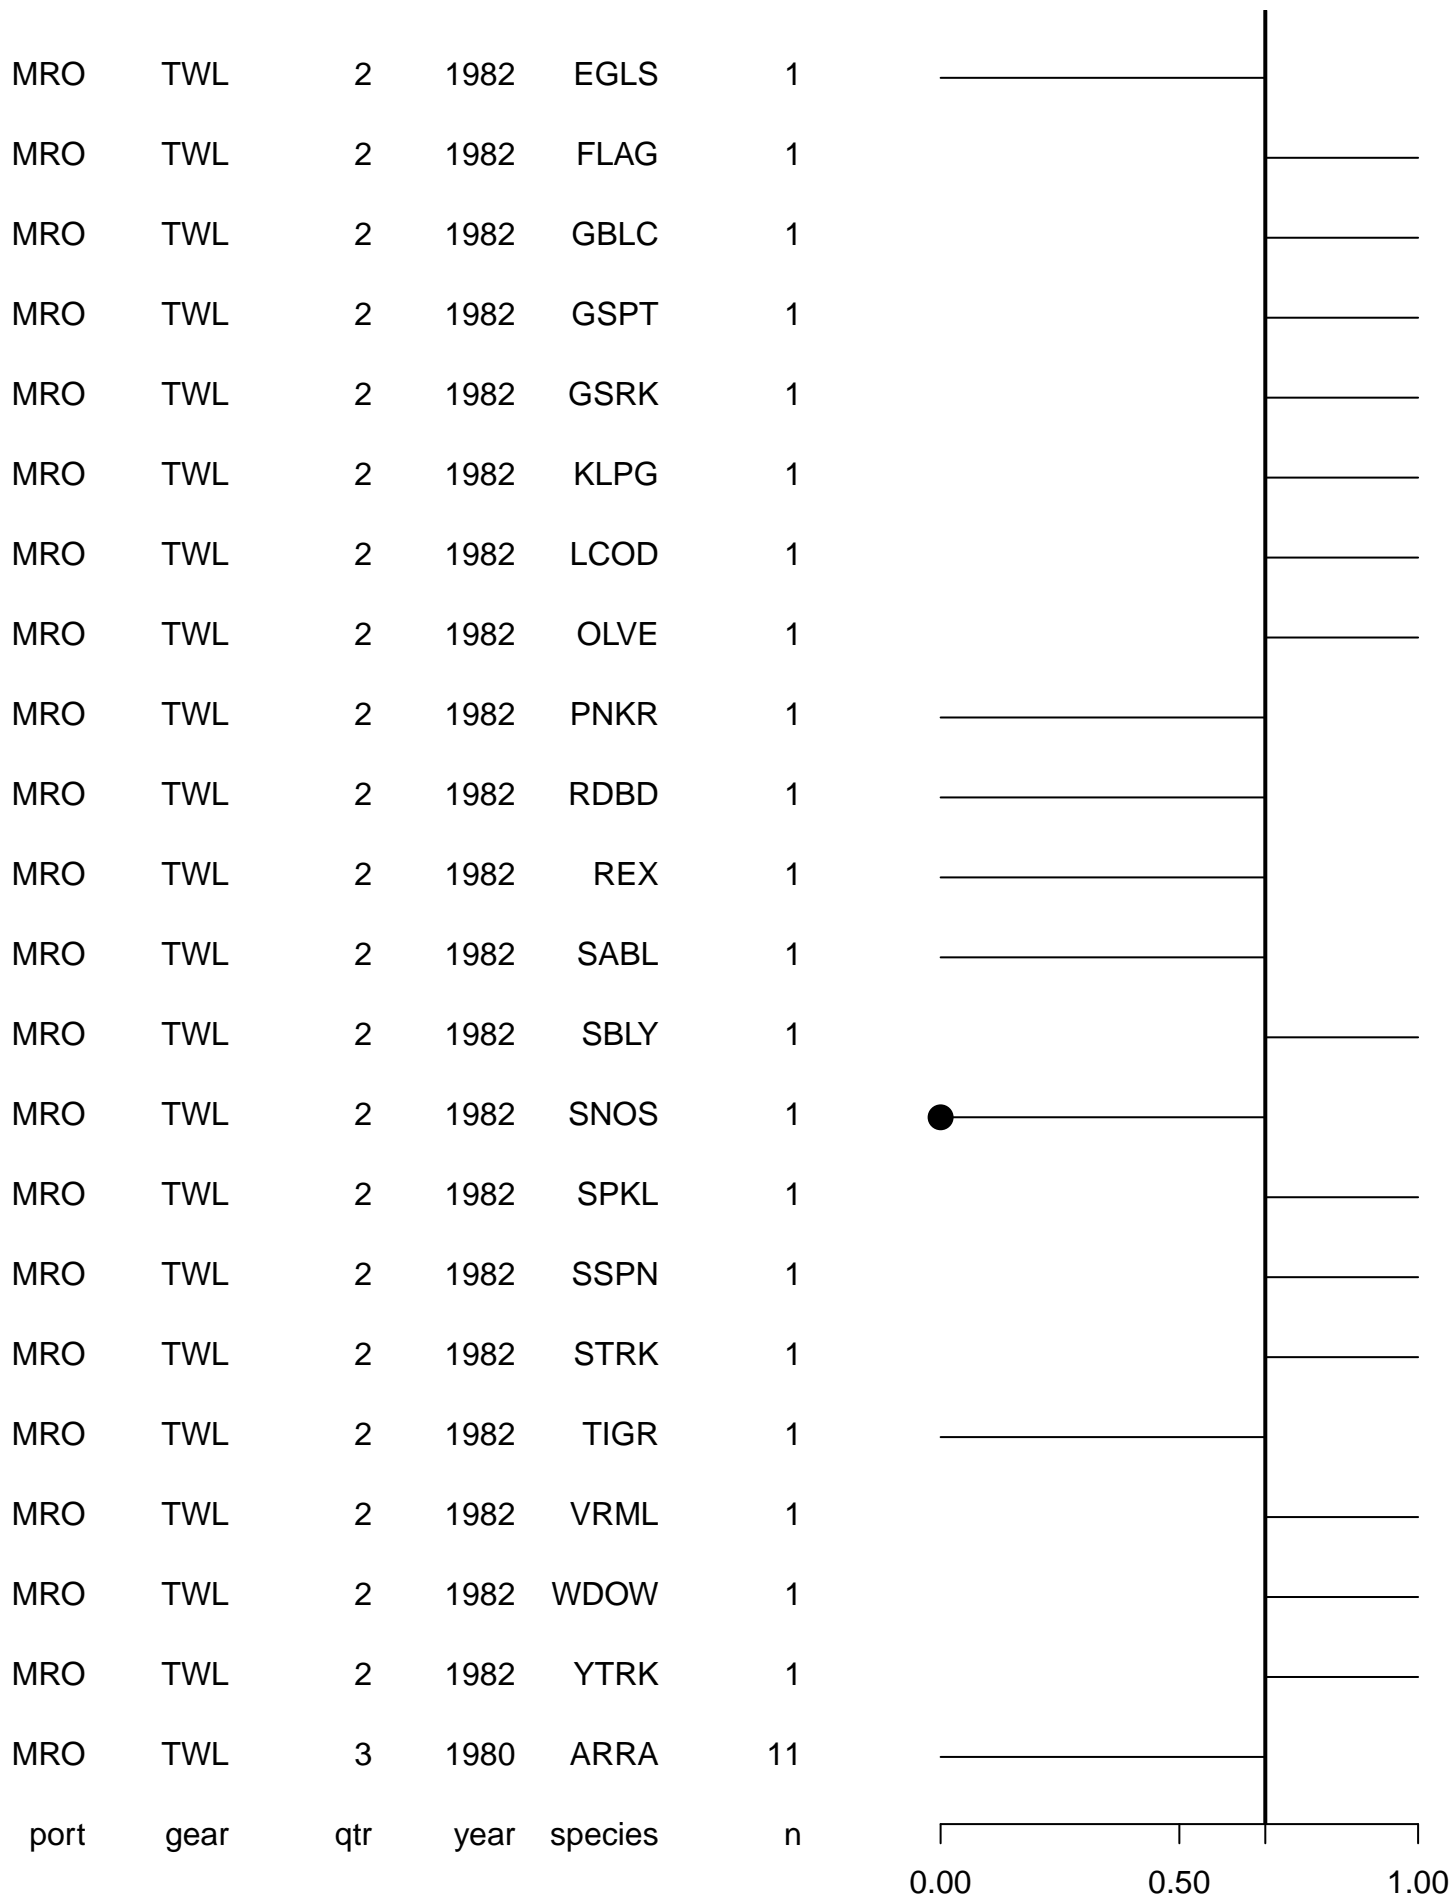 MRO TWL 2 1982 EGLS 1
MRO TWL 2 1982 FLAG 1
MRO TWL 2 1982 GBLC 1
MRO TWL 2 1982 GSPT 1
MRO TWL 2 1982 GSRK 1
MRO TWL 2 1982 KLPG 1
MRO TWL 2 1982 LCOD 1
MRO TWL 2 1982 OLVE 1
MRO TWL 2 1982 PNKR 1
MRO TWL 2 1982 RDBD 1
MRO TWL 2 1982 REX 1
MRO TWL 2 1982 SABL 1
MRO TWL 2 1982 SBLY 1
MRO TWL 2 1982 SNOS 1
MRO TWL 2 1982 SPKL 1
MRO TWL 2 1982 SSPN 1
MRO TWL 2 1982 STRK 1
MRO TWL 2 1982 TIGR 1
MRO TWL 2 1982 VRML 1
MRO TWL 2 1982 WDOW 1
MRO TWL 2 1982 YTRK 1
MRO TWL 3 1980 ARRA 11
port gear qtr year species n
0.00 0.50 1.00